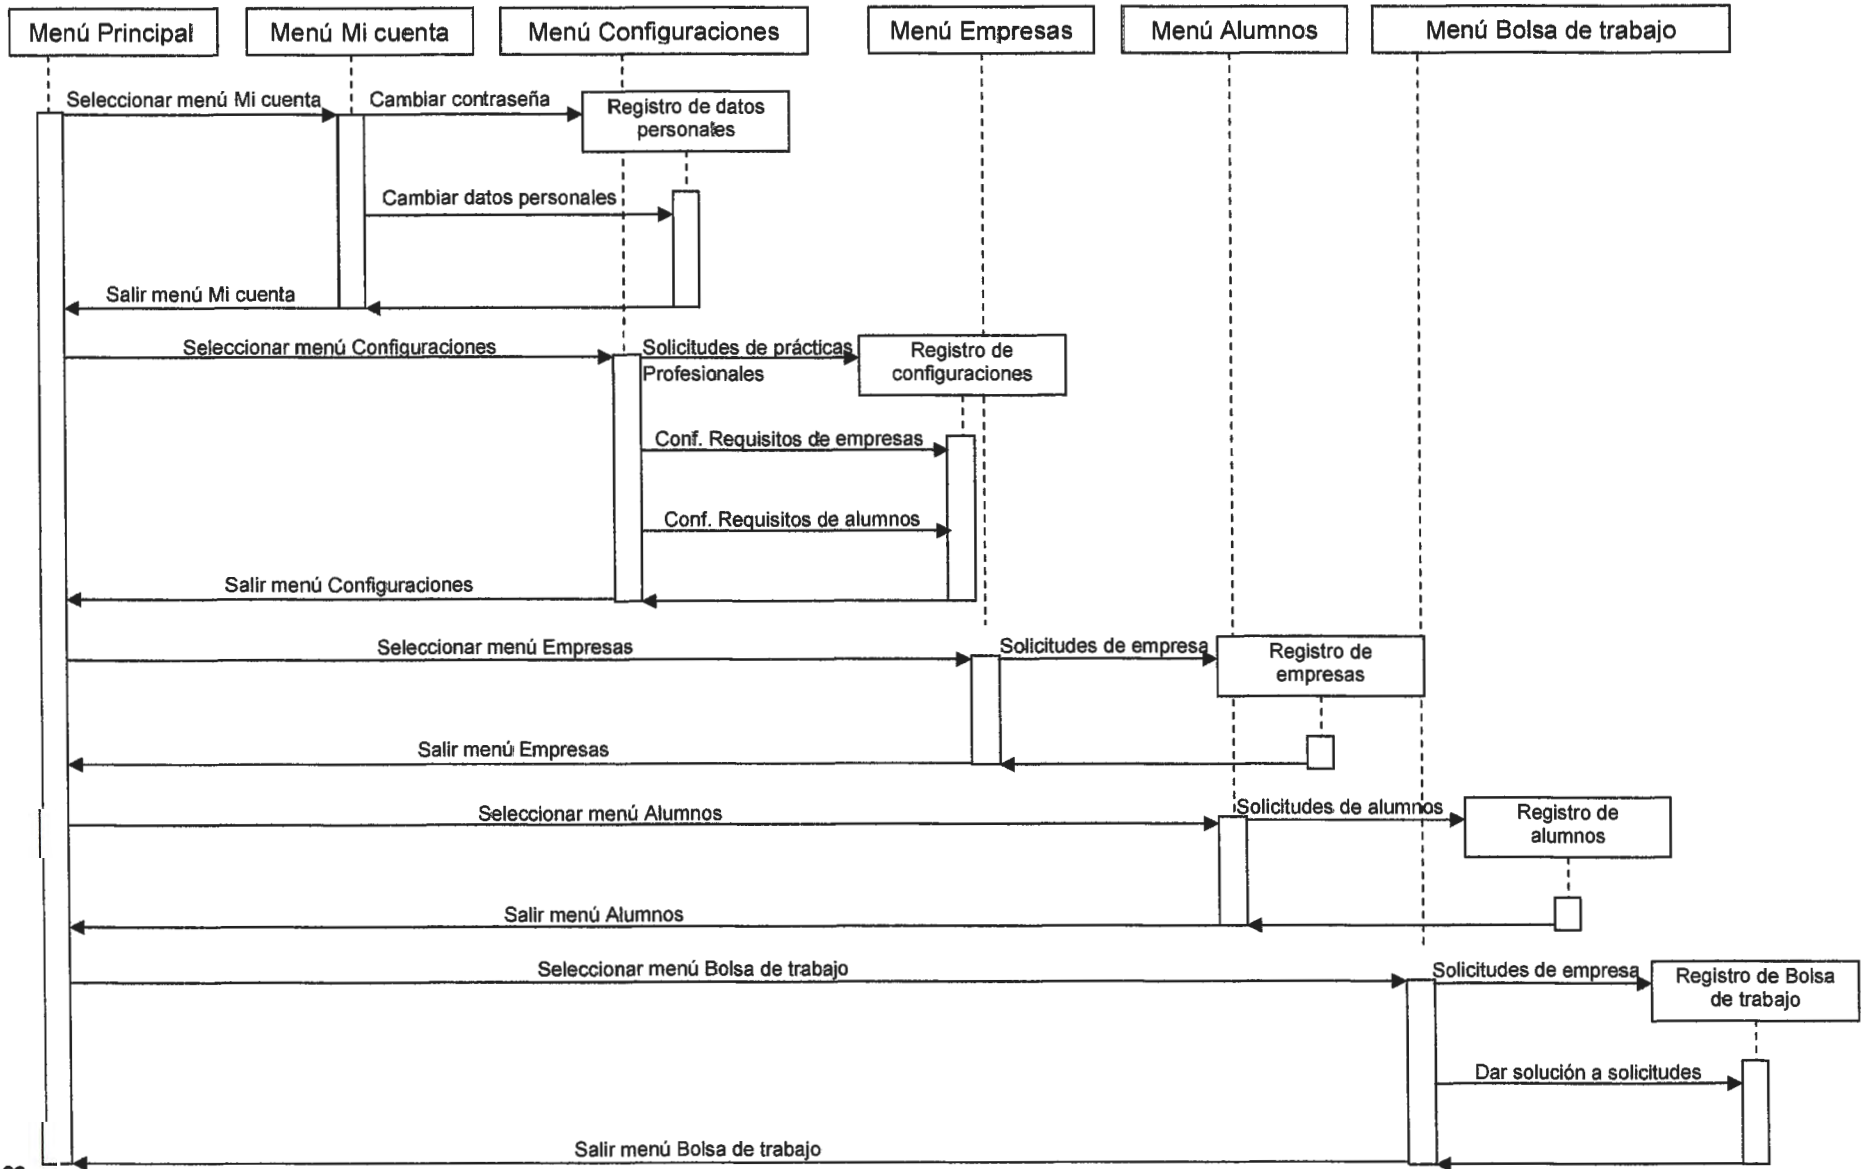 Menú Principal
Menú Mi cuenta
Menú Configuraciones
Menú Empresas
Menú Alumnos
Menú Bolsa de trabajo
Seleccionar menú Mi cuenta
Cambiar contraseña
Registro de datos
personales
Cambiar datos personales
Salir menú Mi cuenta
Seleccionar menú Configuraciones
Solicitudes de prácticas
Profesionales
Registro de
configuraciones
Conf. Requisitos de empresas
Conf. Requisitos de alumnos
Salir menú Configuraciones
Seleccionar menú Empresas
Solicitudes de empresa
Registro de
empresas
Salir menú Empresas
Seleccionar menú Alumnos
Solicitudes de alumnos
Registro de
alumnos
Salir menú Alumnos
Seleccionar menú Bolsa de trabajo
Solicitudes de empresa
Registro de Bolsa
de trabajo
Dar solución a solicitudes
Salir menú Bolsa de trabajo